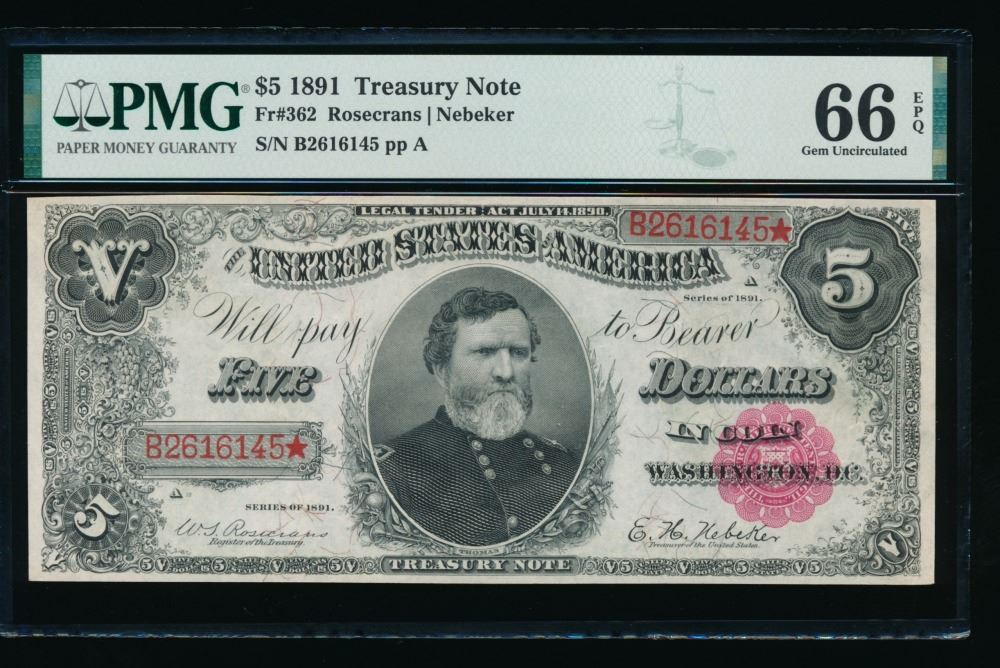 PMG®
PAPER MONEY GUARANTY
$5 1891 Treasury Note
Fr#362 Rosecrans | Nebeker
S/N B2616145 pp A
66 EPQ
Gem Uncirculated
LEGAL TENDER ACT JULY 14, 1890.
B2616145★
THE UNITED STATES OF AMERICA
V
5
A
Series of 1891.
Will pay to Bearer
FIVE DOLLARS
IN COIN
B2616145★
WASHINGTON, D.C.
A
SERIES OF 1891.
5
W.S. Rosecrans
Register of the Treasury.
E. H. Nebeker
Treasurer of the United States.
THOMAS
V
TREASURY NOTE